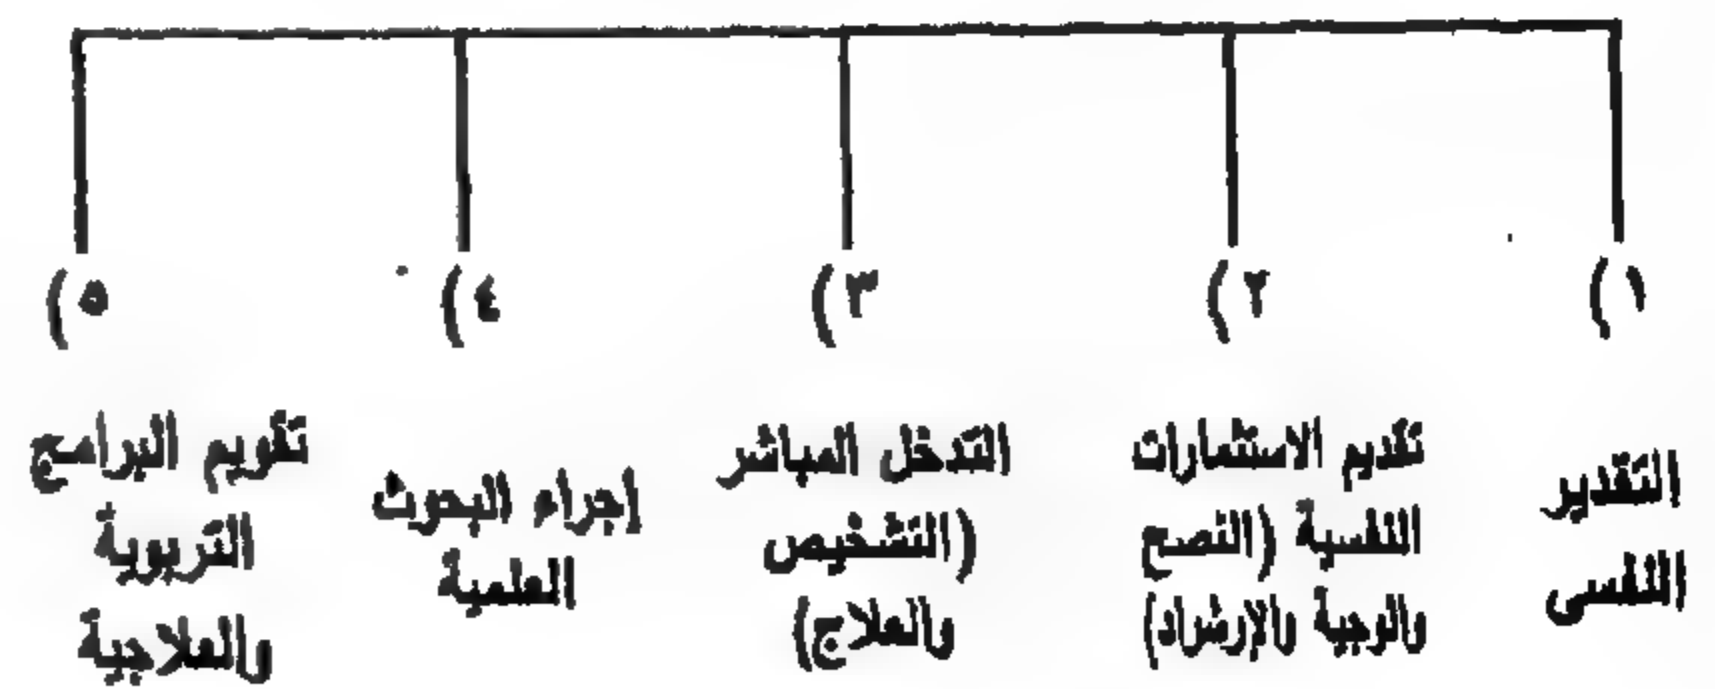 ١)
التقدير
النفسى
٢)
تقديم الاستشارات
النفسية (النصح
والوجية والإرشاد)
٣)
التدخل المباشر
(التشخيص
والعلاج)
٤)
إجراء البحوث
العلمية
٥)
تقويم البرامج
التربوية
والعلاجية